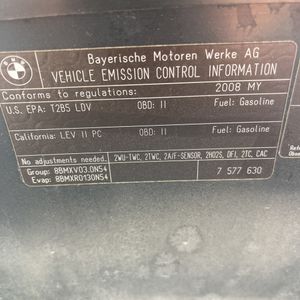 BMW
Bayerische Motoren Werke AG
VEHICLE EMISSION CONTROL INFORMATION
Conforms to regulations: 2008 MY
U.S. EPA: T2B5 LDV OBD: II Fuel: Gasoline
California: LEV II PC OBD: II Fuel: Gasoline
No adjustments needed. 2WU-TWC, 2TWC, 2A/F-SENSOR, 2HO2S, DFI, 2TC, CAC
Group: 8BMXV03.0N54 7 577 630
Evap: 8BMXR0130N54